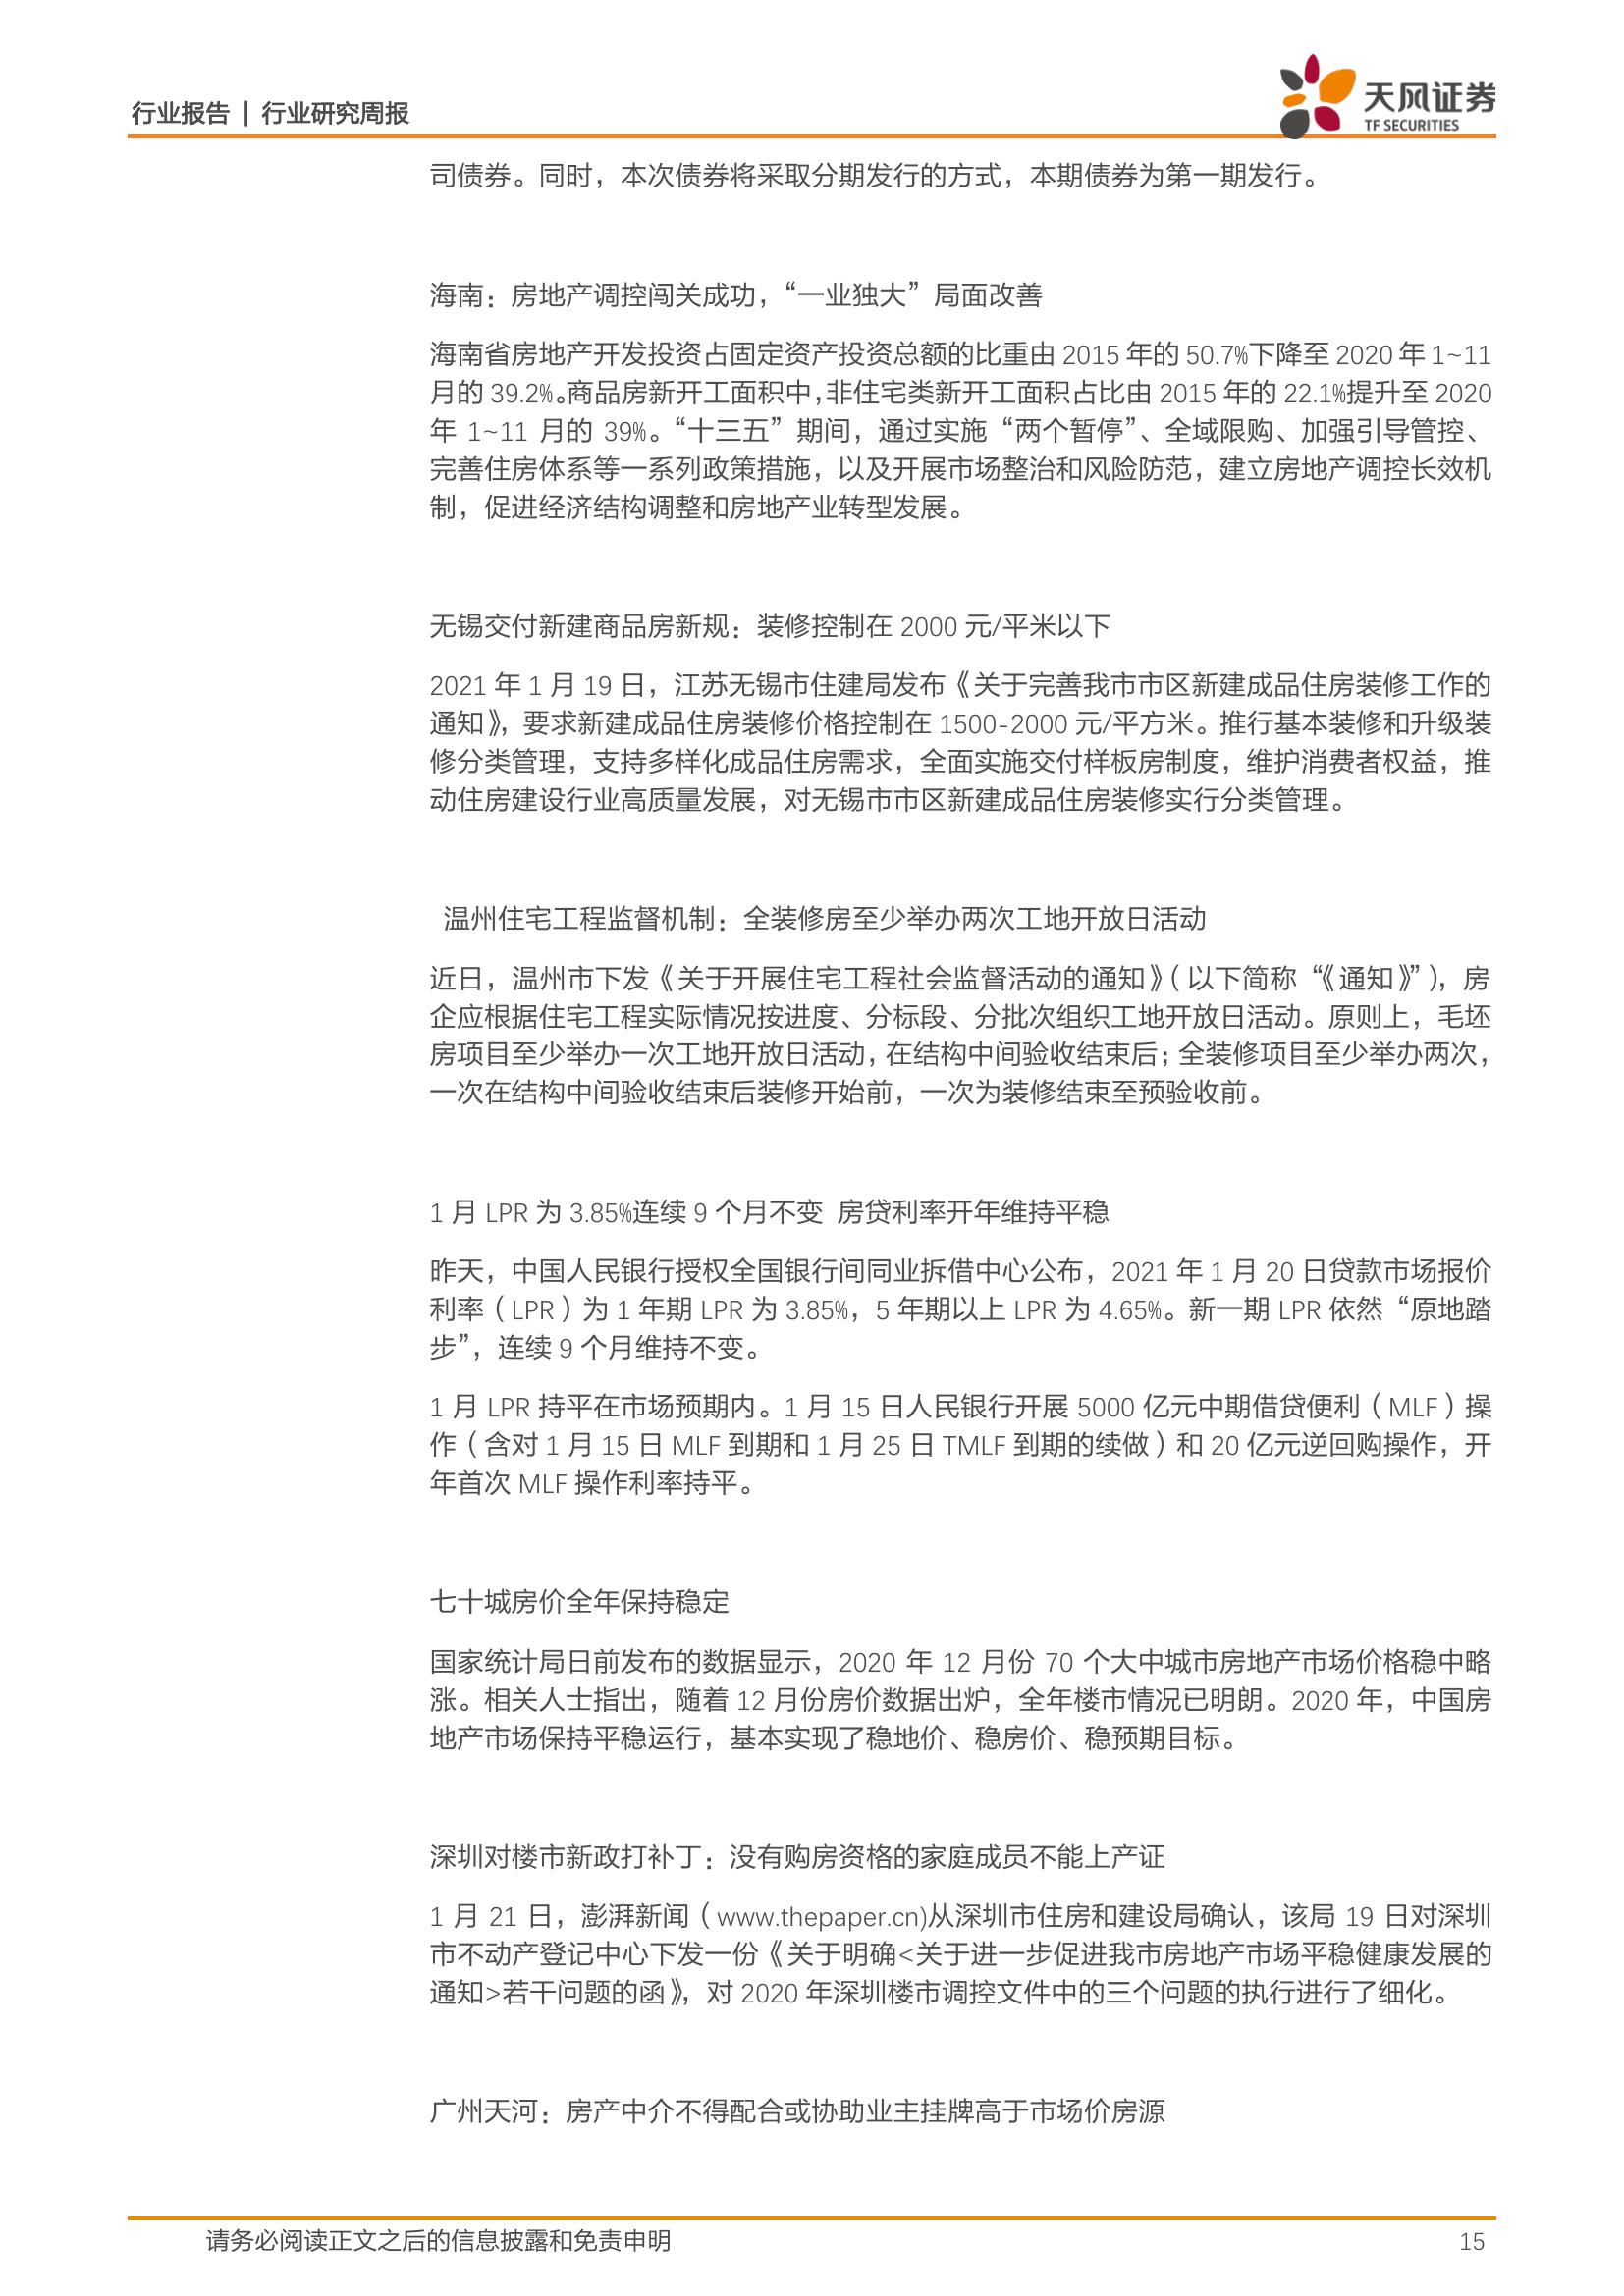 行业报告 | 行业研究周报
天风证券
TF SECURITIES
司债券。同时，本次债券将采取分期发行的方式，本期债券为第一期发行。
海南：房地产调控闯关成功，“一业独大”局面改善
海南省房地产开发投资占固定资产投资总额的比重由 2015 年的 50.7%下降至 2020 年 1~11
月的 39.2%。商品房新开工面积中，非住宅类新开工面积占比由 2015 年的 22.1%提升至 2020
年 1~11 月的 39%。“十三五”期间，通过实施“两个暂停”、全域限购、加强引导管控、
完善住房体系等一系列政策措施，以及开展市场整治和风险防范，建立房地产调控长效机
制，促进经济结构调整和房地产业转型发展。
无锡交付新建商品房新规：装修控制在 2000 元/平米以下
2021 年 1 月 19 日，江苏无锡市住建局发布《关于完善我市市区新建成品住房装修工作的
通知》，要求新建成品住房装修价格控制在 1500-2000 元/平方米。推行基本装修和升级装
修分类管理，支持多样化成品住房需求，全面实施交付样板房制度，维护消费者权益，推
动住房建设行业高质量发展，对无锡市市区新建成品住房装修实行分类管理。
温州住宅工程监督机制：全装修房至少举办两次工地开放日活动
近日，温州市下发《关于开展住宅工程社会监督活动的通知》（以下简称“《通知》”），房
企应根据住宅工程实际情况按进度、分标段、分批次组织工地开放日活动。原则上，毛坯
房项目至少举办一次工地开放日活动，在结构中间验收结束后；全装修项目至少举办两次，
一次在结构中间验收结束后装修开始前，一次为装修结束至预验收前。
1 月 LPR 为 3.85%连续 9 个月不变 房贷利率开年维持平稳
昨天，中国人民银行授权全国银行间同业拆借中心公布，2021 年 1 月 20 日贷款市场报价
利率（LPR）为 1 年期 LPR 为 3.85%，5 年期以上 LPR 为 4.65%。新一期 LPR 依然“原地踏
步”，连续 9 个月维持不变。
1 月 LPR 持平在市场预期内。1 月 15 日人民银行开展 5000 亿元中期借贷便利（MLF）操
作（含对 1 月 15 日 MLF 到期和 1 月 25 日 TMLF 到期的续做）和 20 亿元逆回购操作，开
年首次 MLF 操作利率持平。
七十城房价全年保持稳定
国家统计局日前发布的数据显示，2020 年 12 月份 70 个大中城市房地产市场价格稳中略
涨。相关人士指出，随着 12 月份房价数据出炉，全年楼市情况已明朗。2020 年，中国房
地产市场保持平稳运行，基本实现了稳地价、稳房价、稳预期目标。
深圳对楼市新政打补丁：没有购房资格的家庭成员不能上产证
1 月 21 日，澎湃新闻（www.thepaper.cn)从深圳市住房和建设局确认，该局 19 日对深圳
市不动产登记中心下发一份《关于明确<关于进一步促进我市房地产市场平稳健康发展的
通知>若干问题的函》，对 2020 年深圳楼市调控文件中的三个问题的执行进行了细化。
广州天河：房产中介不得配合或协助业主挂牌高于市场价房源
请务必阅读正文之后的信息披露和免责申明
15